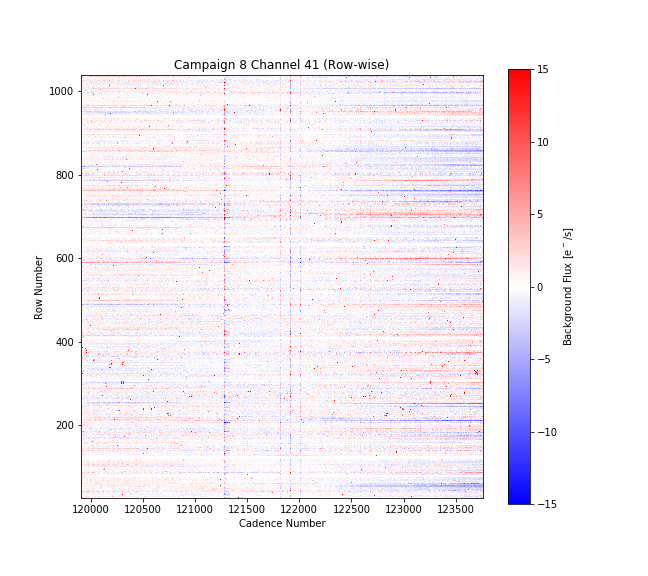 Campaign 8 Channel 41 (Row-wise)
1000
800
600
400
200
Row Number
120000 120500 121000 121500 122000 122500 123000 123500
Cadence Number
15
10
5
0
−5
−10
−15
Background Flux [e⁻/s]